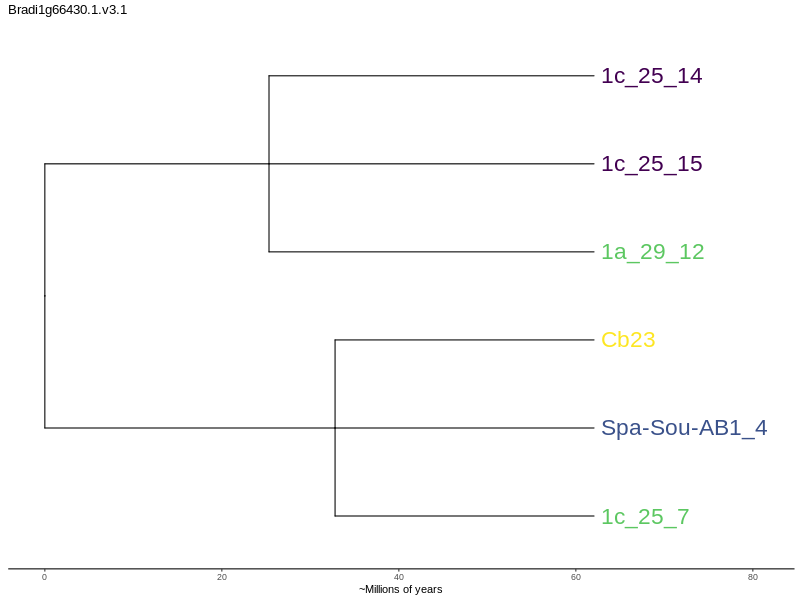 Bradi1g66430.1.v3.1
1c_25_14
1c_25_15
1a_29_12
Cb23
Spa-Sou-AB1_4
1c_25_7
0 20 40 60 80
~Millions of years